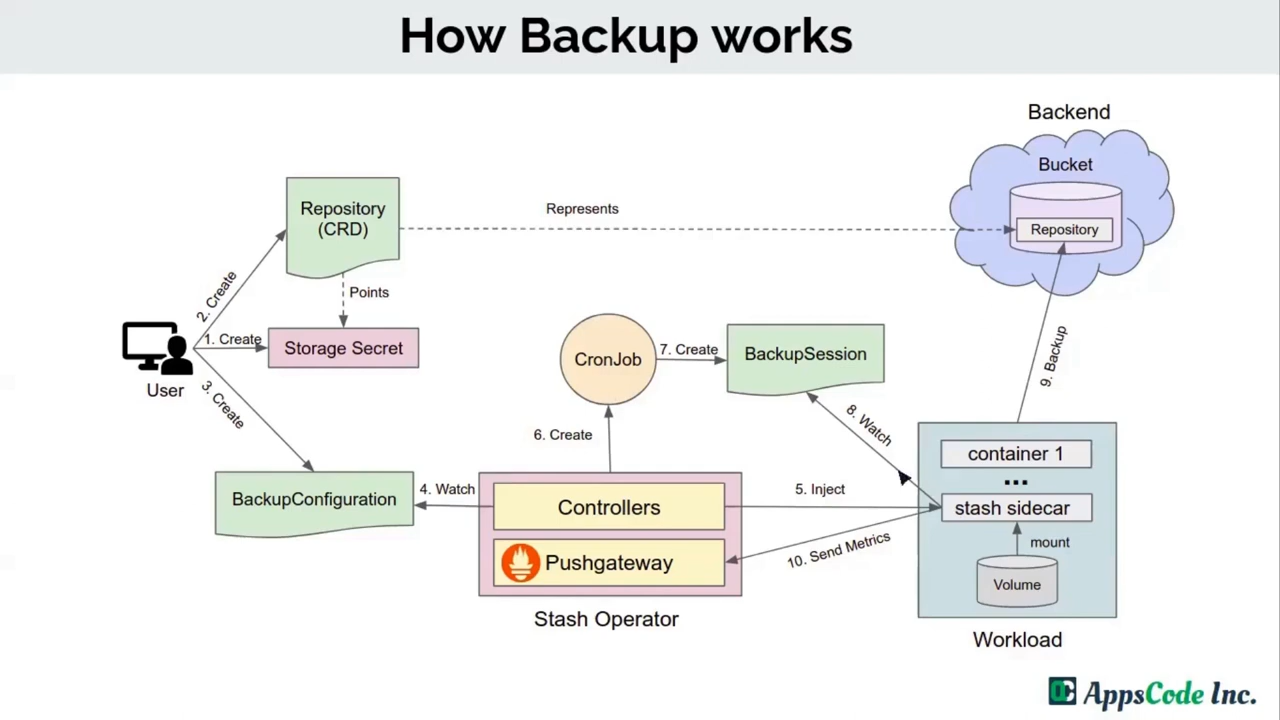 How Backup works
Backend
Bucket
Repository
Repository
(CRD)
Represents
Points
2. Create
1. Create
Storage Secret
User
3. Create
CronJob
7. Create
BackupSession
9. Backup
8. Watch
6. Create
container 1
...
BackupConfiguration
4. Watch
Controllers
5. Inject
stash sidecar
10. Send Metrics
mount
Pushgateway
Volume
Stash Operator
Workload
AppsCode Inc.